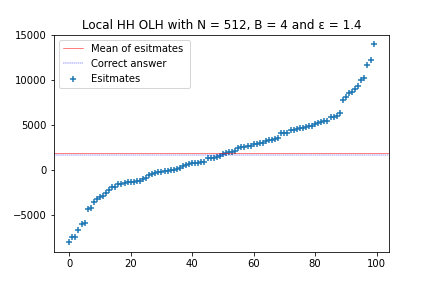 Local HH OLH with N = 512, B = 4 and ε = 1.4
Mean of esitmates
Correct answer
Esitmates
15000
10000
5000
0
−5000
0
20
40
60
80
100